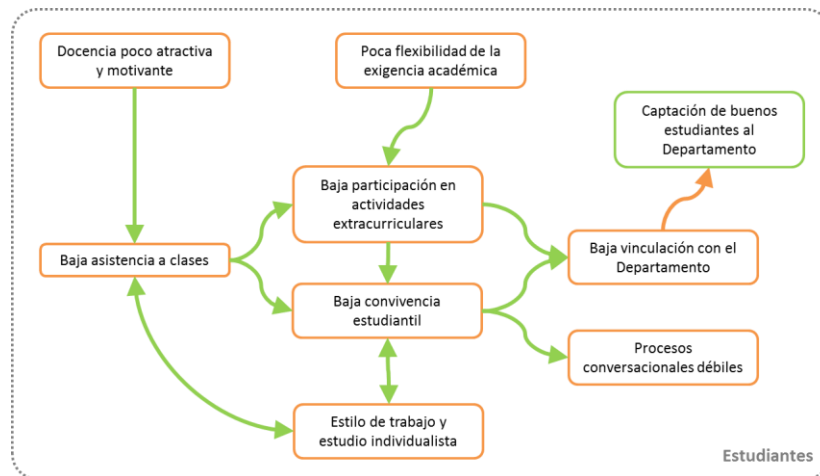 Docencia poco atractiva
y motivante
Poca flexibilidad de la
exigencia académica
Captación de buenos
estudiantes al
Departamento
Baja participación en
actividades
extracurriculares
Baja asistencia a clases
Baja vinculación con el
Departamento
Baja convivencia
estudiantil
Procesos
conversacionales débiles
Estilo de trabajo y
estudio individualista
Estudiantes